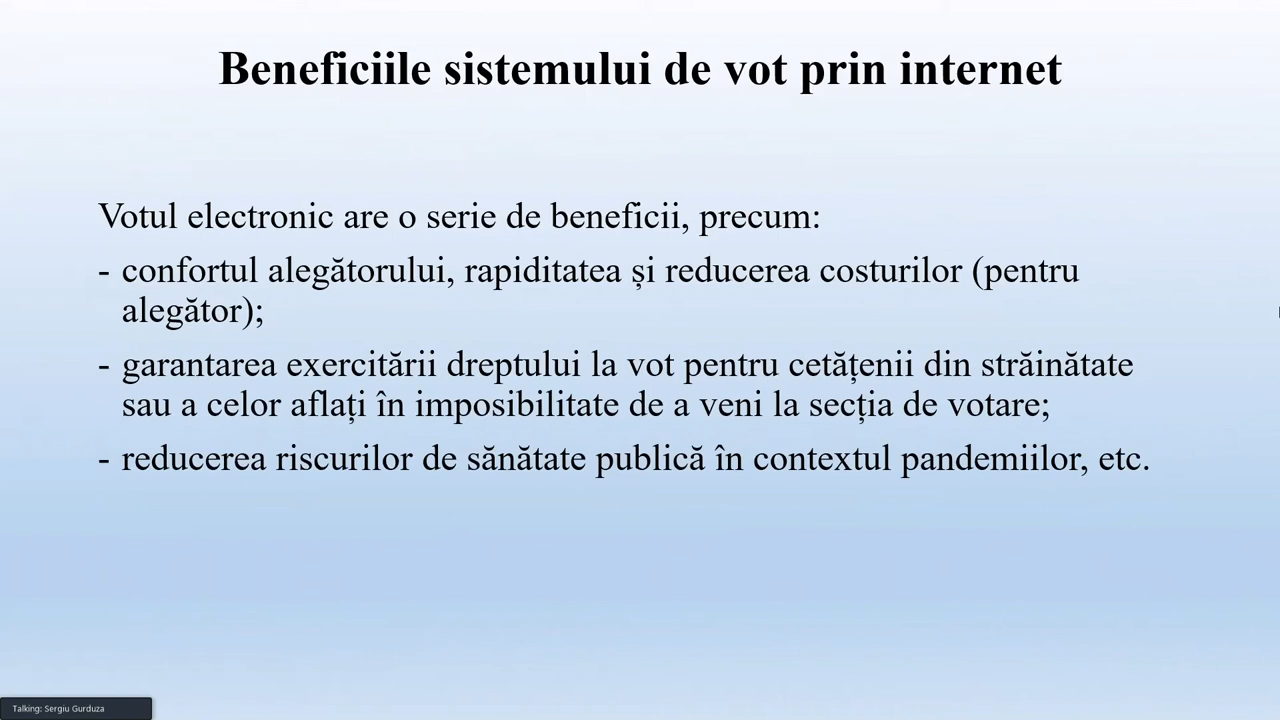 Beneficiile sistemului de vot prin internet
Votul electronic are o serie de beneficii, precum:
- confortul alegătorului, rapiditatea și reducerea costurilor (pentru
alegător);
- garantarea exercitării dreptului la vot pentru cetățenii din străinătate
sau a celor aflați în imposibilitate de a veni la secția de votare;
- reducerea riscurilor de sănătate publică în contextul pandemiilor, etc.
Talking: Sergiu Gurduza